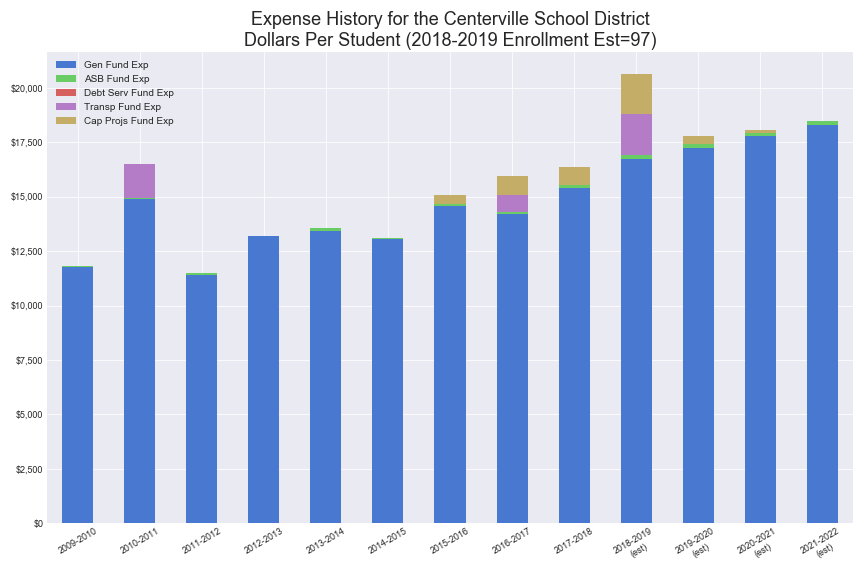 Expense History for the Centerville School District
Dollars Per Student (2018-2019 Enrollment Est=97)
Gen Fund Exp
ASB Fund Exp
Debt Serv Fund Exp
Transp Fund Exp
Cap Projs Fund Exp
$20,000
$17,500
$15,000
$12,500
$10,000
$7,500
$5,000
$2,500
$0
2009-2010
2010-2011
2011-2012
2012-2013
2013-2014
2014-2015
2015-2016
2016-2017
2017-2018
2018-2019
(est)
2019-2020
(est)
2020-2021
(est)
2021-2022
(est)